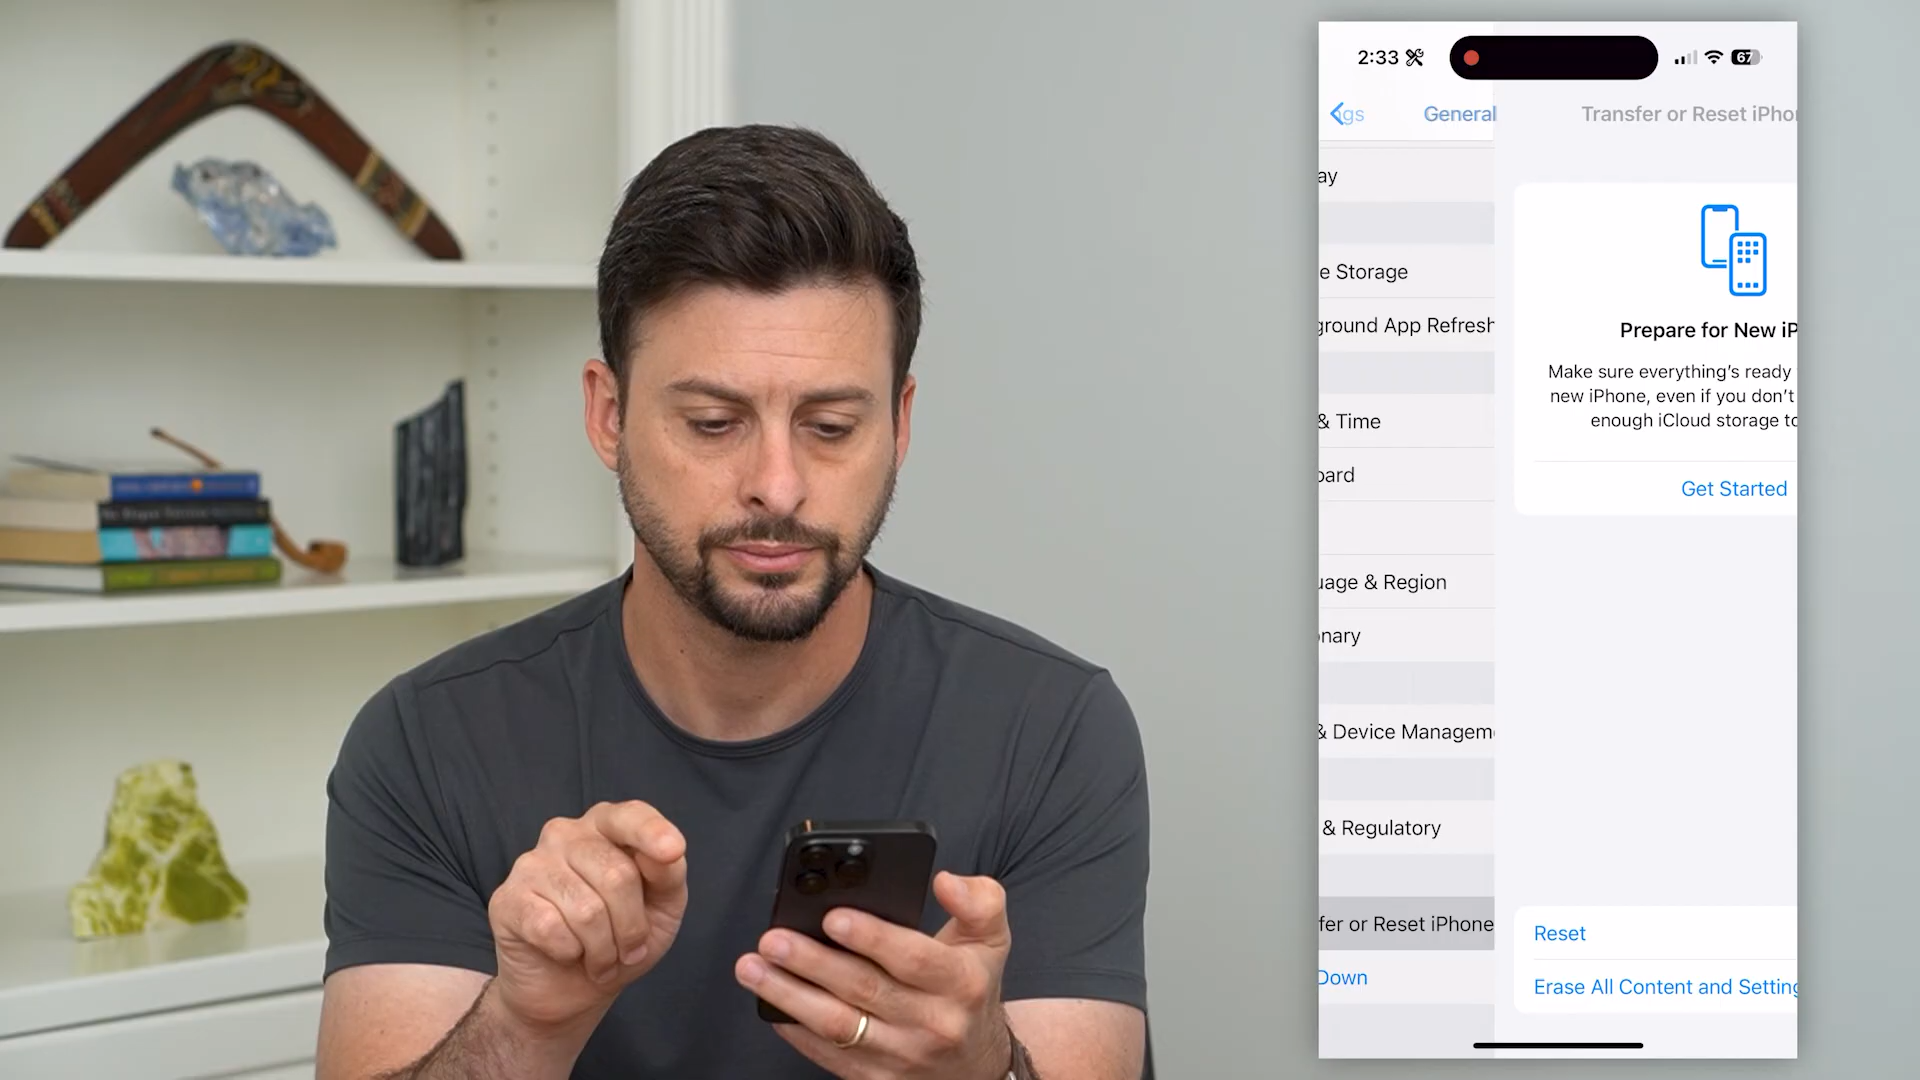 2:33
67
gs
General
Transfer or Reset iPho
ay
e Storage
ground App Refresh
& Time
oard
uage & Region
onary
& Device Managem
& Regulatory
fer or Reset iPhone
Down
Prepare for New iP
Make sure everything's ready
new iPhone, even if you don't
enough iCloud storage to
Get Started
Reset
Erase All Content and Setting